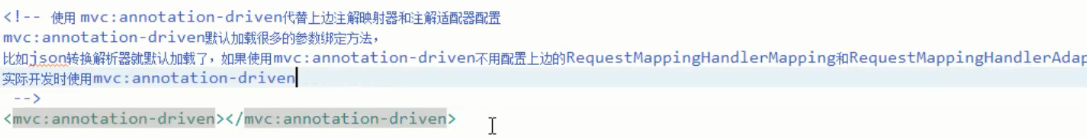 <!-- 使用 mvc:annotation-driven代替上边注解映射器和注解适配器配置
mvc:annotation-driven默认加载很多的参数绑定方法，
比如json转换解析器就默认加载了，如果使用mvc:annotation-driven不用配置上边的RequestMappingHandlerMapping和RequestMappingHandlerAdap
实际开发时使用mvc:annotation-driven
-->
<mvc:annotation-driven></mvc:annotation-driven>